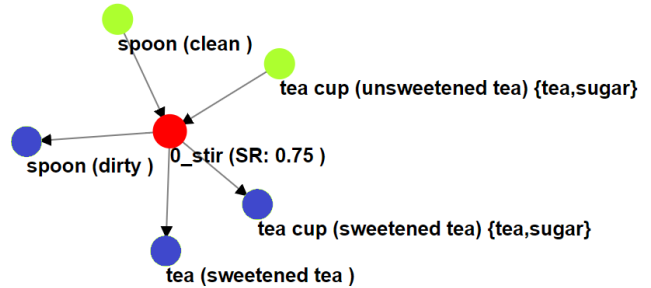 spoon (clean )
tea cup (unsweetened tea) {tea,sugar}
0_stir (SR: 0.75 )
spoon (dirty )
tea cup (sweetened tea) {tea,sugar}
tea (sweetened tea )